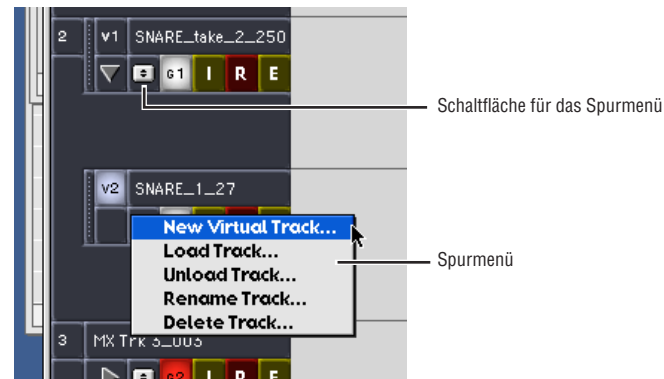 2 v1 SNARE_take_2_250
G1 I R E
Schaltfläche für das Spurmenü
v2 SNARE_1_27
New Virtual Track...
Load Track...
Spurmenü
Unload Track...
Rename Track...
Delete Track...
3 MX Trk 3_003
G2 I R E